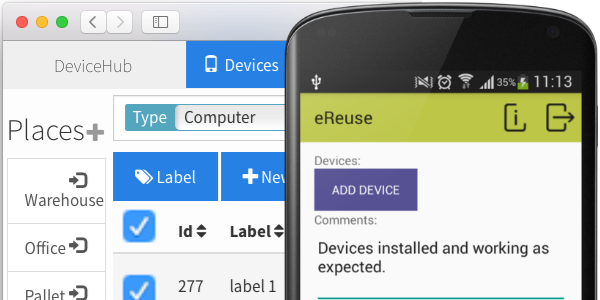 DeviceHub
Devices
Places
Type Computer
Warehouse
Office
Pallet
Label
New
Id
Label
277
label 1
35% 11:13
eReuse
Devices:
ADD DEVICE
Comments:
Devices installed and working as
expected.